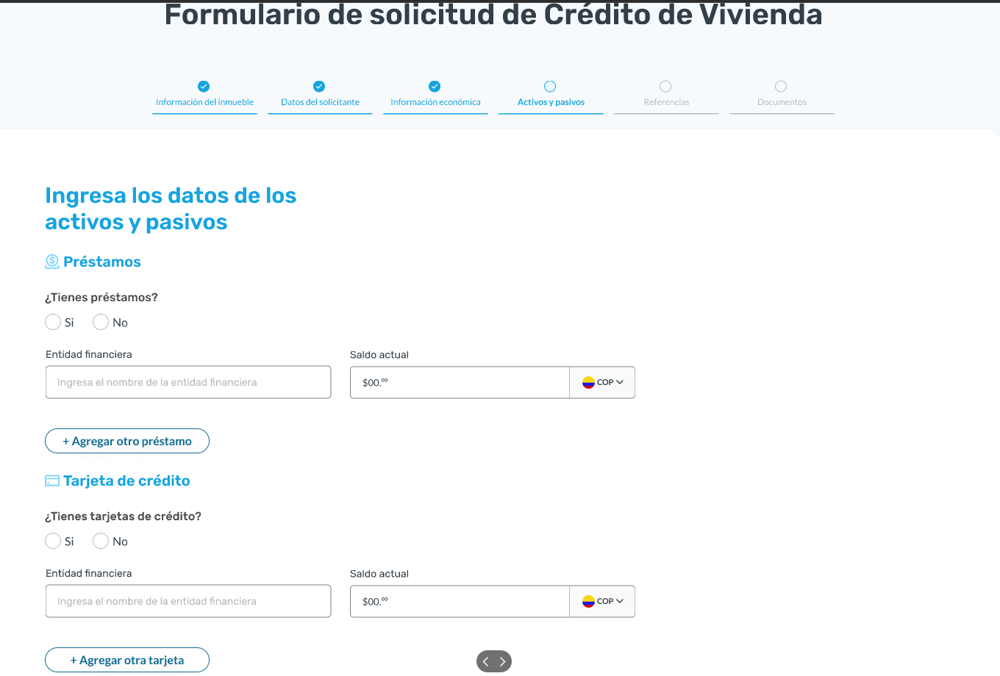 Formulario de solicitud de Crédito de Vivienda
Información del inmueble
Datos del solicitante
Información económica
Activos y pasivos
Referencias
Documentos
Ingresa los datos de los
activos y pasivos
Préstamos
¿Tienes préstamos?
Si No
Entidad financiera
Saldo actual
Ingresa el nombre de la entidad financiera
$00.⁰⁰
COP
+ Agregar otro préstamo
Tarjeta de crédito
¿Tienes tarjetas de crédito?
Si No
Entidad financiera
Saldo actual
Ingresa el nombre de la entidad financiera
$00.⁰⁰
COP
+ Agregar otra tarjeta